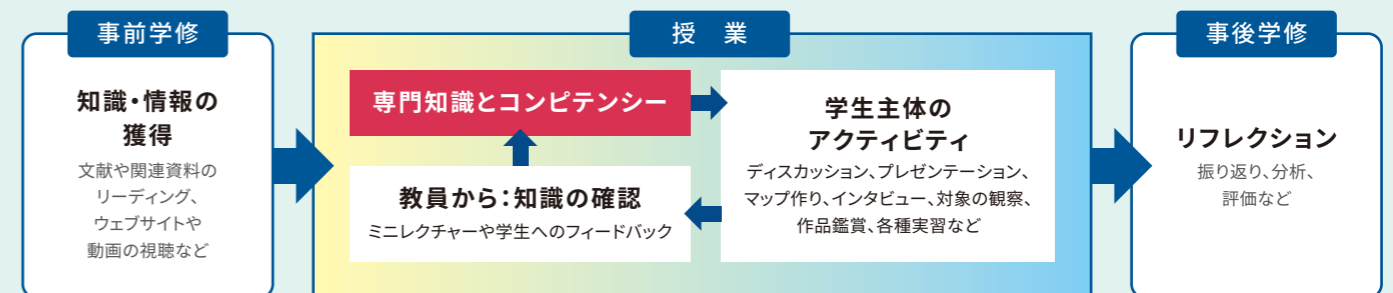 事前学修
知識・情報の
獲得
文献や関連資料の
リーディング、
ウェブサイトや
動画の視聴など
授 業
専門知識とコンピテンシー
教員から：知識の確認
ミニレクチャーや学生へのフィードバック
学生主体の
アクティビティ
ディスカッション、プレゼンテーション、
マップ作り、インタビュー、対象の観察、
作品鑑賞、各種実習など
事後学修
リフレクション
振り返り、分析、
評価など